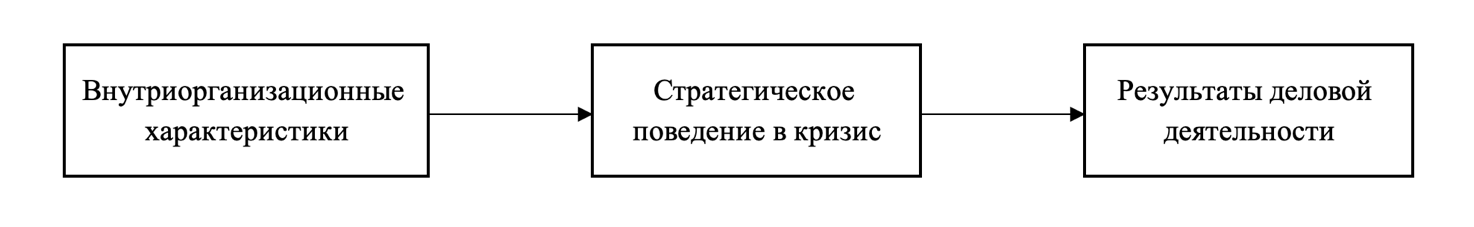 Внутриорганизационные
характеристики
Стратегическое
поведение в кризис
Результаты деловой
деятельности